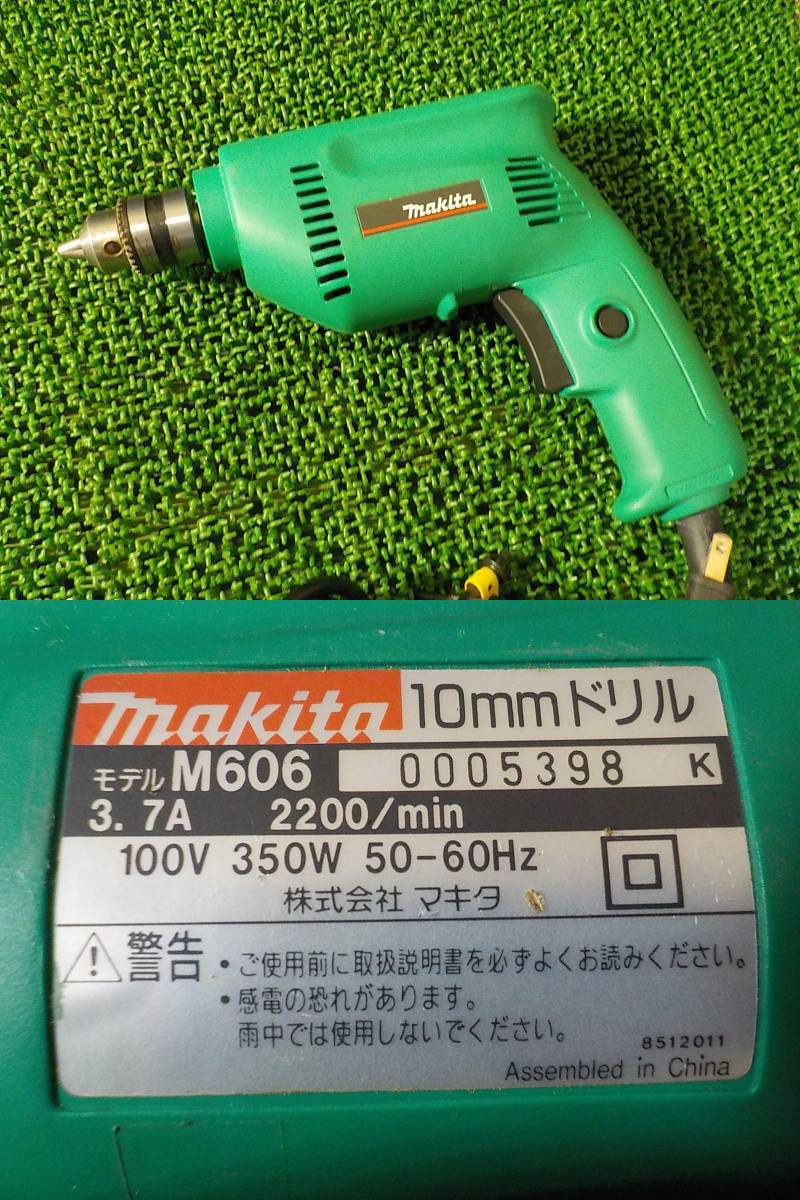 makita
makita 10mmドリル
モデル M606 0005398 K
3.7A 2200/min
100V 350W 50-60Hz
株式会社 マキタ
警告 ・ご使用前に取扱説明書を必ずよくお読みください。
・感電の恐れがあります。
雨中では使用しないでください。
8512011
Assembled in China